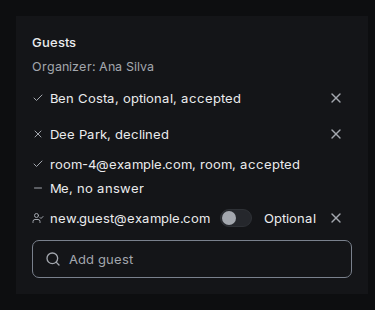 Guests
Organizer: Ana Silva
Ben Costa, optional, accepted
Dee Park, declined
room-4@example.com, room, accepted
Me, no answer
new.guest@example.com Optional
Add guest